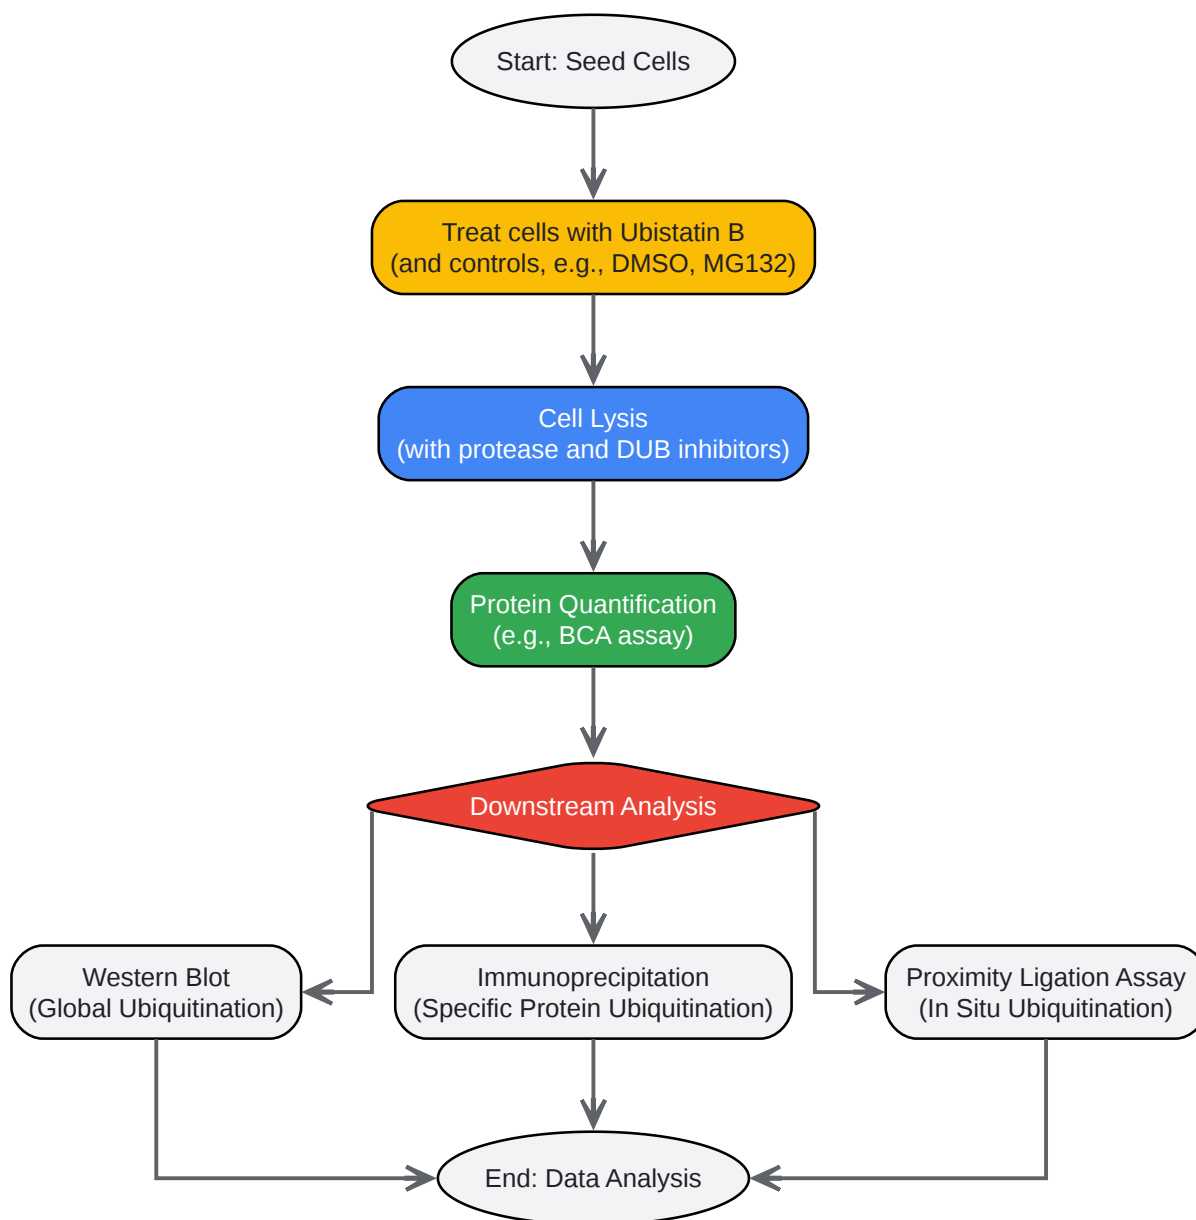 Start: Seed Cells
Treat cells with Ubistatin B
(and controls, e.g., DMSO, MG132)
Cell Lysis
(with protease and DUB inhibitors)
Protein Quantification
(e.g., BCA assay)
Downstream Analysis
Western Blot
(Global Ubiquitination)
Immunoprecipitation
(Specific Protein Ubiquitination)
Proximity Ligation Assay
(In Situ Ubiquitination)
End: Data Analysis